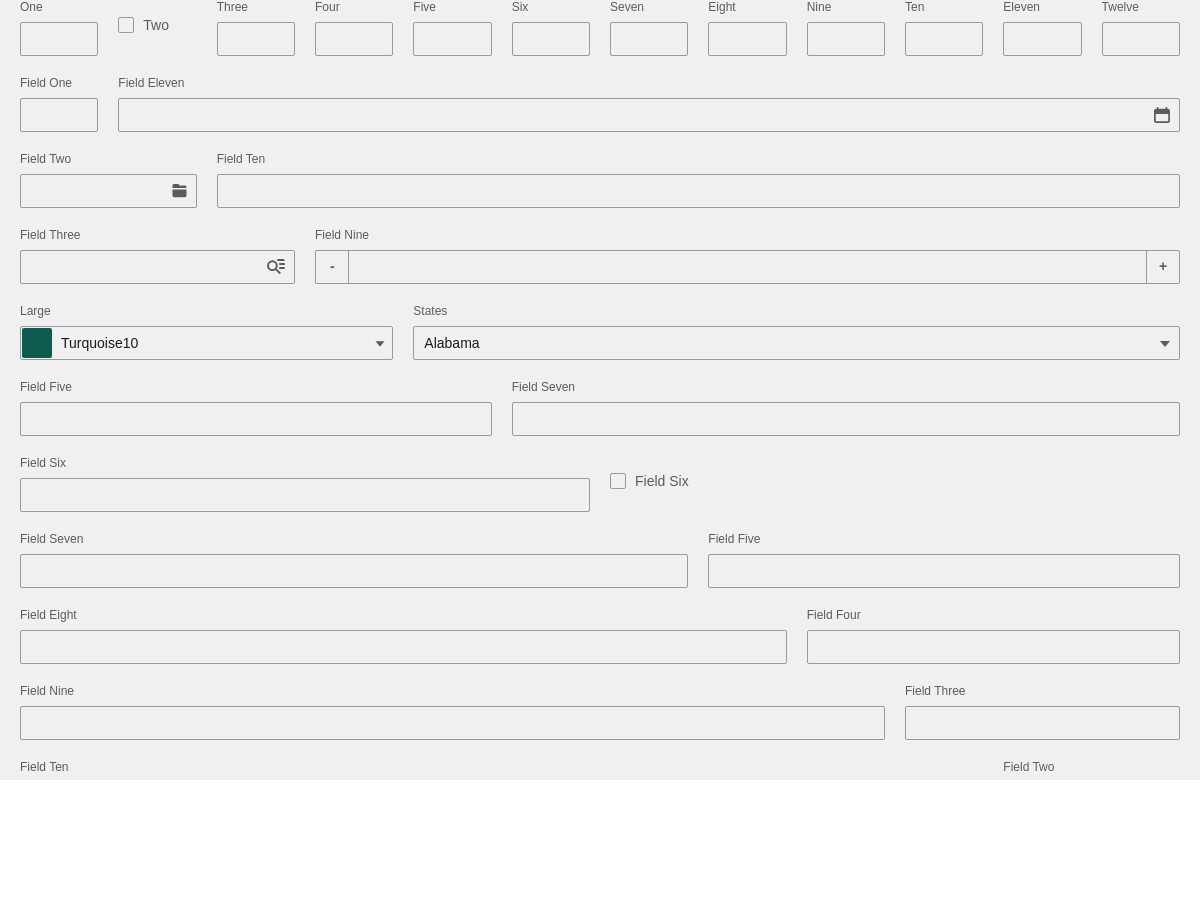 One Two Three Four Five Six Seven Eight Nine Ten Eleven Twelve
Field One Field Eleven
Field Two Field Ten
Field Three Field Nine
- +
Large States
Turquoise10 Alabama
Field Five Field Seven
Field Six
Field Six
Field Seven Field Five
Field Eight Field Four
Field Nine Field Three
Field Ten Field Two